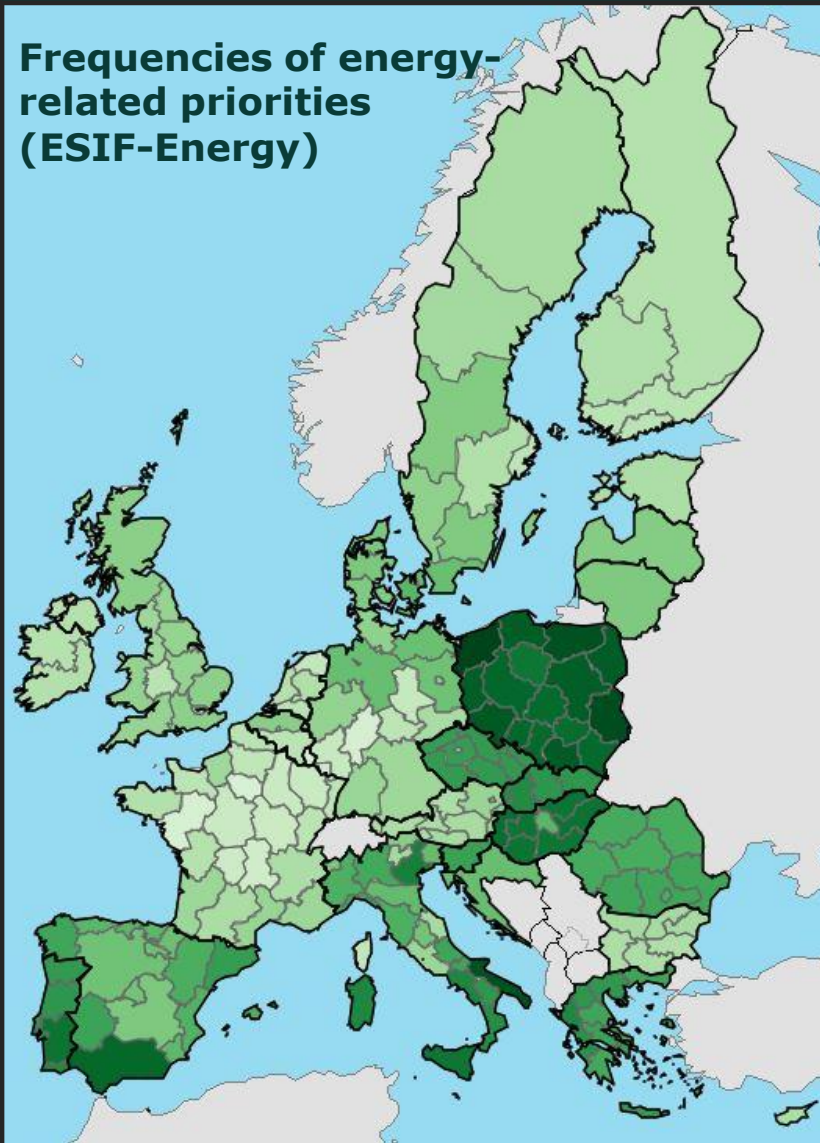 Frequencies of energy-
related priorities
(ESIF-Energy)